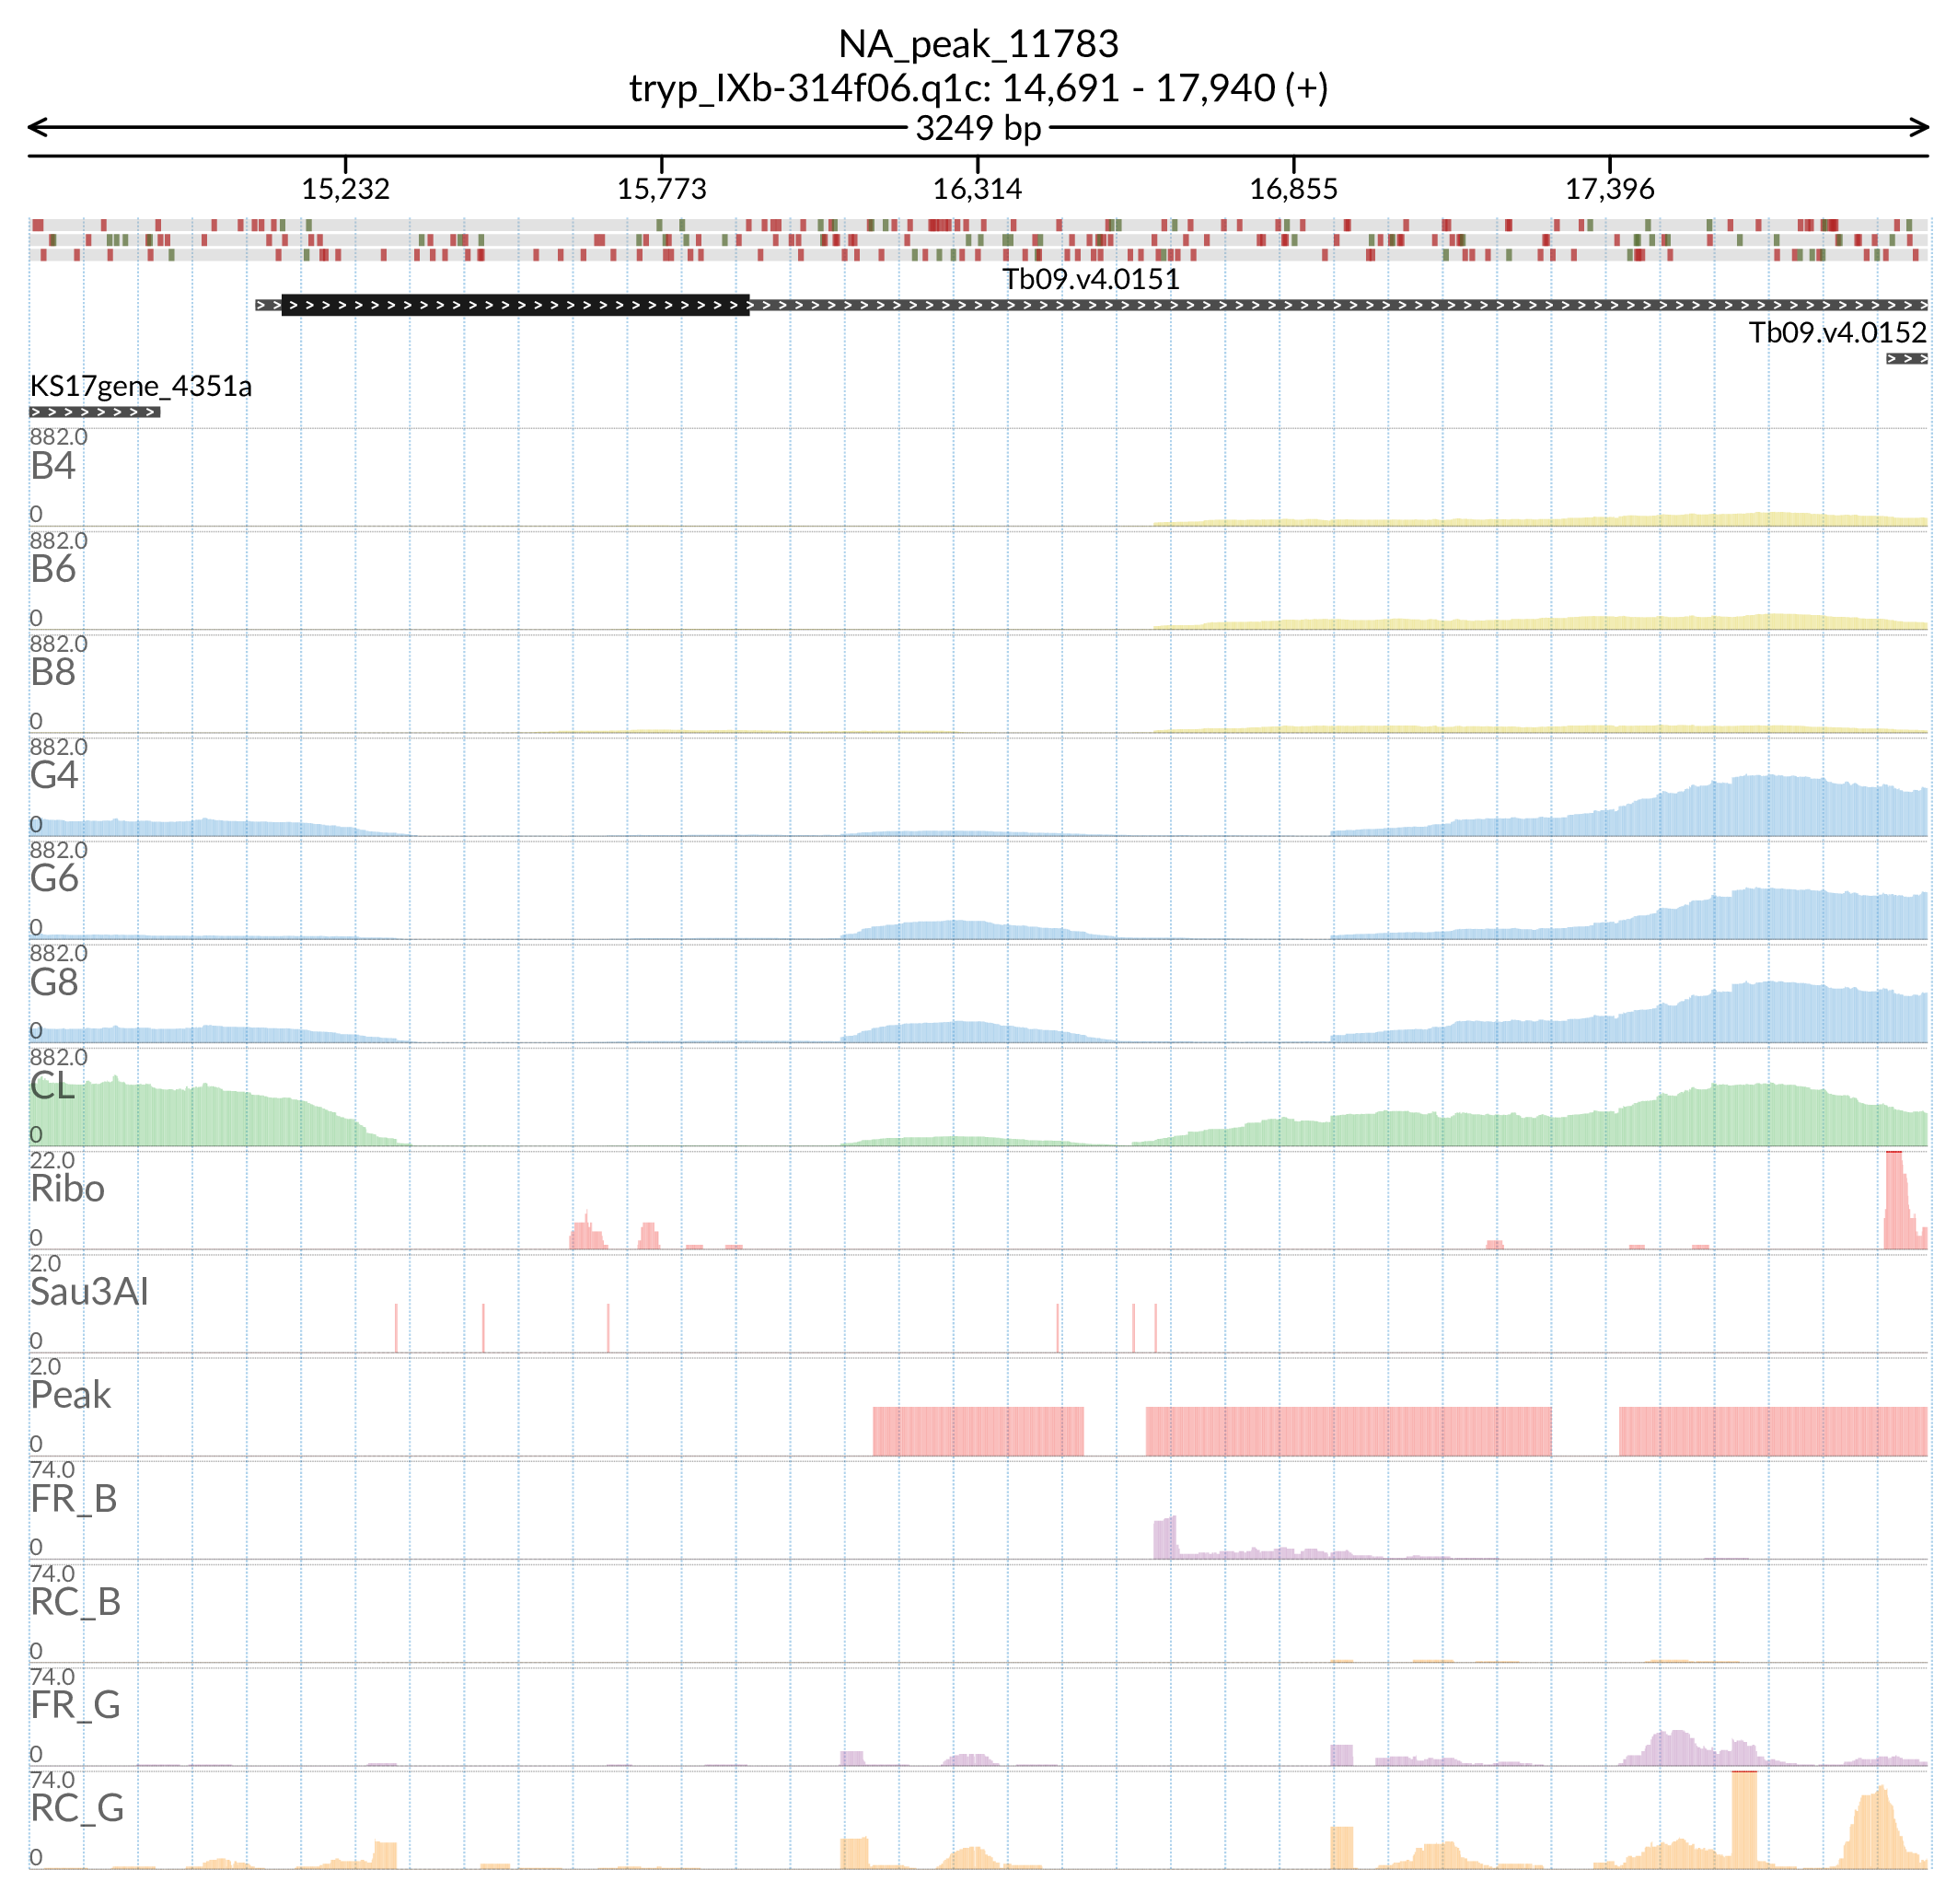 NA_peak_11783
tryp_IXb-314f06.q1c: 14,691 - 17,940 (+)
3249 bp
15,232 15,773 16,314 16,855 17,396
Tb09.v4.0151
Tb09.v4.0152
KS17gene_4351a
882.0
B4
0
882.0
B6
0
882.0
B8
0
882.0
G4
0
882.0
G6
0
882.0
G8
0
882.0
CL
0
22.0
Ribo
0
2.0
Sau3AI
0
2.0
Peak
0
74.0
FR_B
0
74.0
RC_B
0
74.0
FR_G
0
74.0
RC_G
0